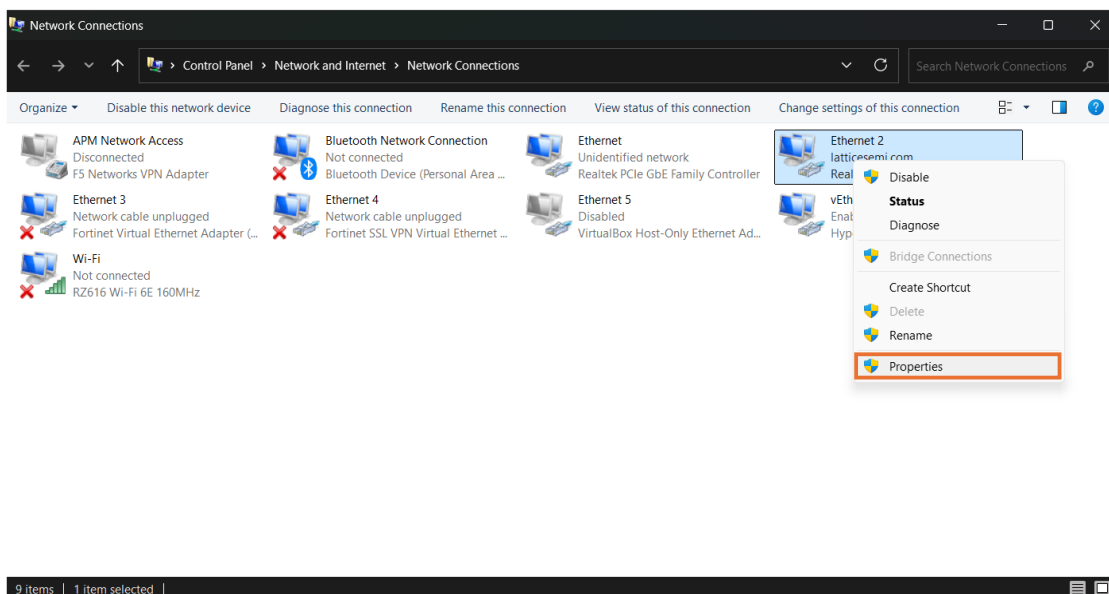 Network Connections
Control Panel > Network and Internet > Network Connections
Search Network Connections
Organize Disable this network device Diagnose this connection Rename this connection View status of this connection Change settings of this connection
APM Network Access
Disconnected
F5 Networks VPN Adapter
Bluetooth Network Connection
Not connected
Bluetooth Device (Personal Area ...
Ethernet
Unidentified network
Realtek PCIe GbE Family Controller
Ethernet 2
latticesemi.com
Real
Ethernet 3
Network cable unplugged
Fortinet Virtual Ethernet Adapter (...
Ethernet 4
Network cable unplugged
Fortinet SSL VPN Virtual Ethernet ...
Ethernet 5
Disabled
VirtualBox Host-Only Ethernet Ad...
vEth
Enab
Hyp
Wi-Fi
Not connected
RZ616 Wi-Fi 6E 160MHz
Disable
Status
Diagnose
Bridge Connections
Create Shortcut
Delete
Rename
Properties
9 items 1 item selected